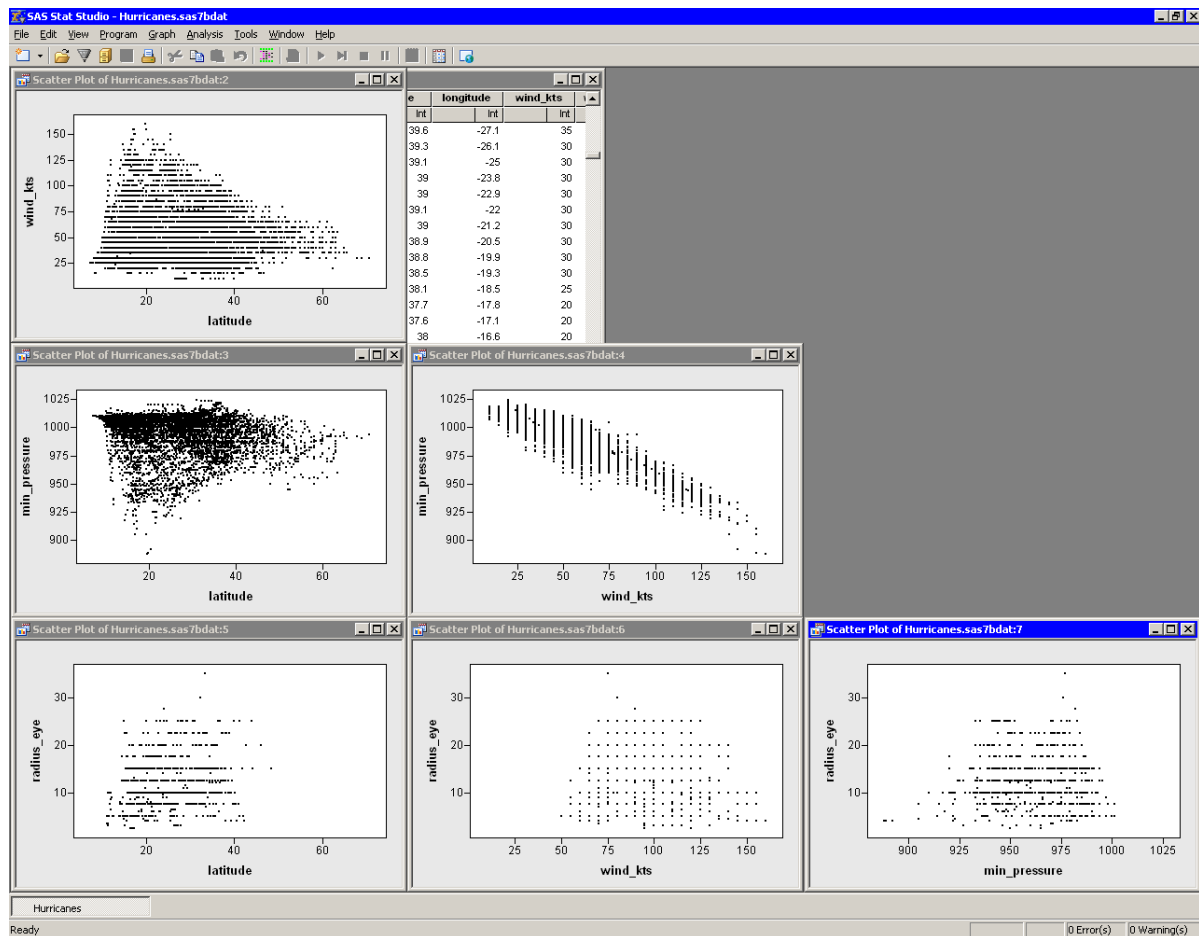 SAS Stat Studio - Hurricanes.sas7bdat
File Edit View Program Graph Analysis Tools Window Help
Scatter Plot of Hurricanes.sas7bdat:2
150
125
100
75
50
25
wind_kts
20 40 60
latitude
e longitude wind_kts
Int Int Int
39.6 -27.1 35
39.3 -26.1 30
39.1 -25 30
39 -23.8 30
39 -22.9 30
39.1 -22 30
39 -21.2 30
38.9 -20.5 30
38.8 -19.9 30
38.5 -19.3 30
38.1 -18.5 25
37.7 -17.8 20
37.6 -17.1 20
38 -16.6 20
Scatter Plot of Hurricanes.sas7bdat:3
1025
1000
975
950
925
900
min_pressure
20 40 60
latitude
Scatter Plot of Hurricanes.sas7bdat:4
1025
1000
975
950
925
900
min_pressure
25 50 75 100 125 150
wind_kts
Scatter Plot of Hurricanes.sas7bdat:5
30
20
10
radius_eye
20 40 60
latitude
Scatter Plot of Hurricanes.sas7bdat:6
30
20
10
radius_eye
25 50 75 100 125 150
wind_kts
Scatter Plot of Hurricanes.sas7bdat:7
30
20
10
radius_eye
900 925 950 975 1000 1025
min_pressure
Hurricanes
Ready
0 Error(s) 0 Warning(s)